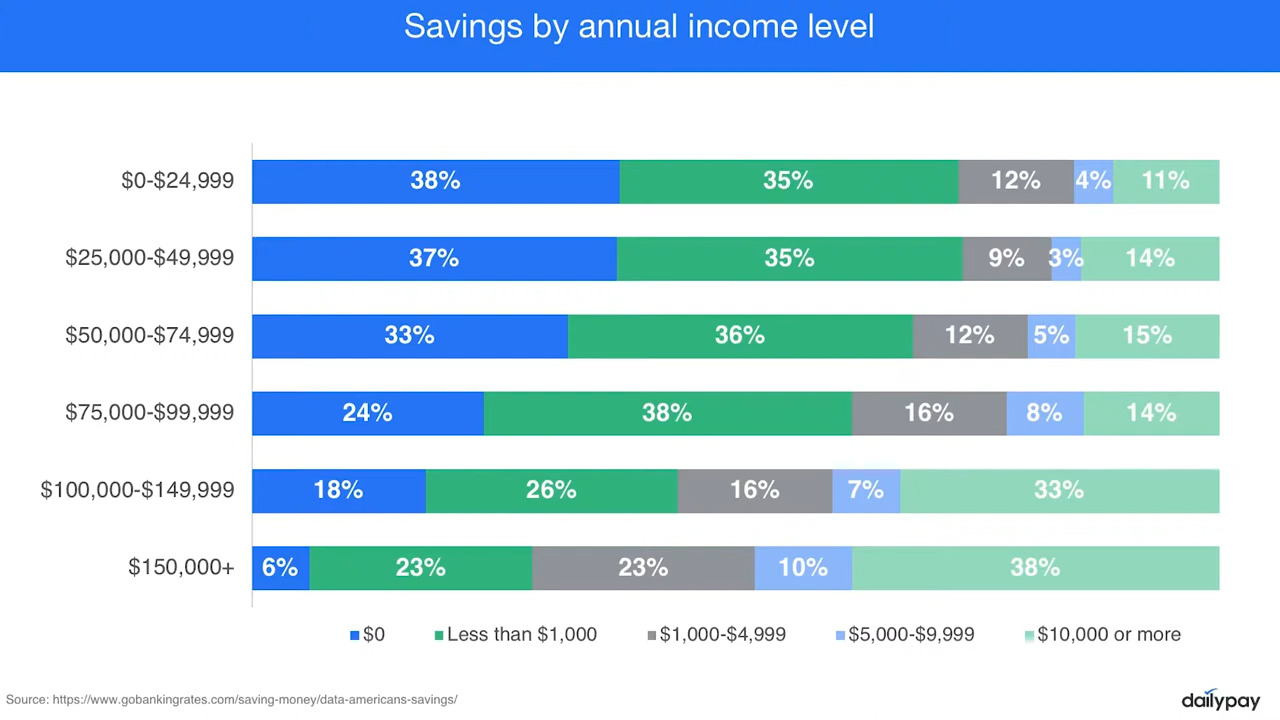 Savings by annual income level
$0-$24,999 38% 35% 12% 4% 11%
$25,000-$49,999 37% 35% 9% 3% 14%
$50,000-$74,999 33% 36% 12% 5% 15%
$75,000-$99,999 24% 38% 16% 8% 14%
$100,000-$149,999 18% 26% 16% 7% 33%
$150,000+ 6% 23% 23% 10% 38%
$0 Less than $1,000 $1,000-$4,999 $5,000-$9,999 $10,000 or more
Source: https://www.gobankingrates.com/saving-money/data-americans-savings/
dailypay